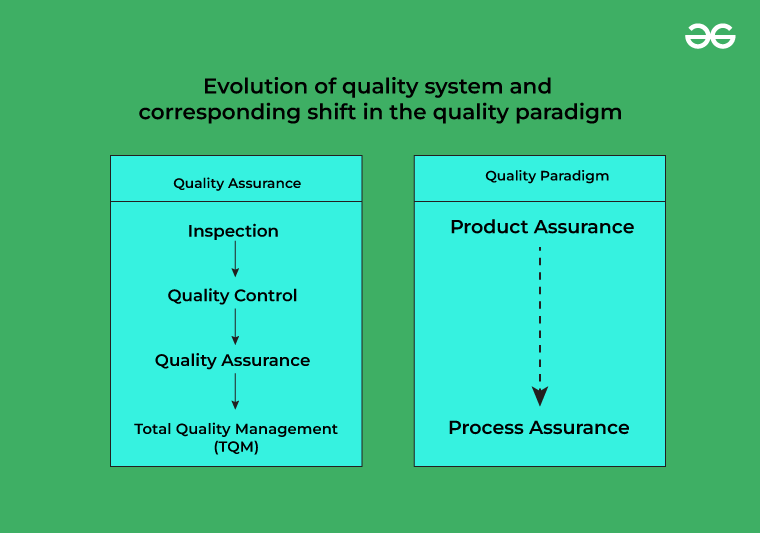 Evolution of quality system and
corresponding shift in the quality paradigm
Quality Assurance
Inspection
Quality Control
Quality Assurance
Total Quality Management
(TQM)
Quality Paradigm
Product Assurance
Process Assurance